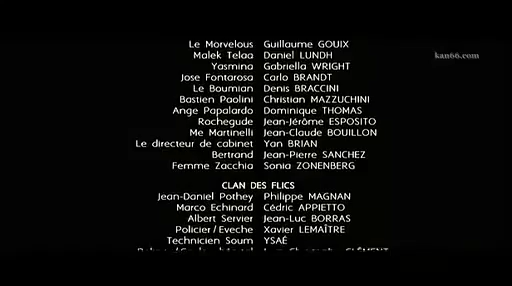 Le Morvelous Guillaume GOUIX
kan66.com
Malek Telaa Daniel LUNDH
Yasmina Gabriella WRIGHT
Jose Fontarosa Carlo BRANDT
Le Boumian Denis BRACCINI
Bastien Paolini Christian MAZZUCHINI
Ange Papalardo Dominique THOMAS
Rochegude Jean-Jérôme ESPOSITO
Me Martinelli Jean-Claude BOUILLON
Le directeur de cabinet Yan BRIAN
Bertrand Jean-Pierre SANCHEZ
Femme Zacchia Sonia ZONENBERG
CLAN DES FLICS
Jean-Daniel Pothey Philippe MAGNAN
Marco Echinard Cédric APPIETTO
Albert Servier Jean-Luc BORRAS
Policier/Eveche Xavier LEMAÎTRE
Technicien Soum YSAÉ
CLÉMENT